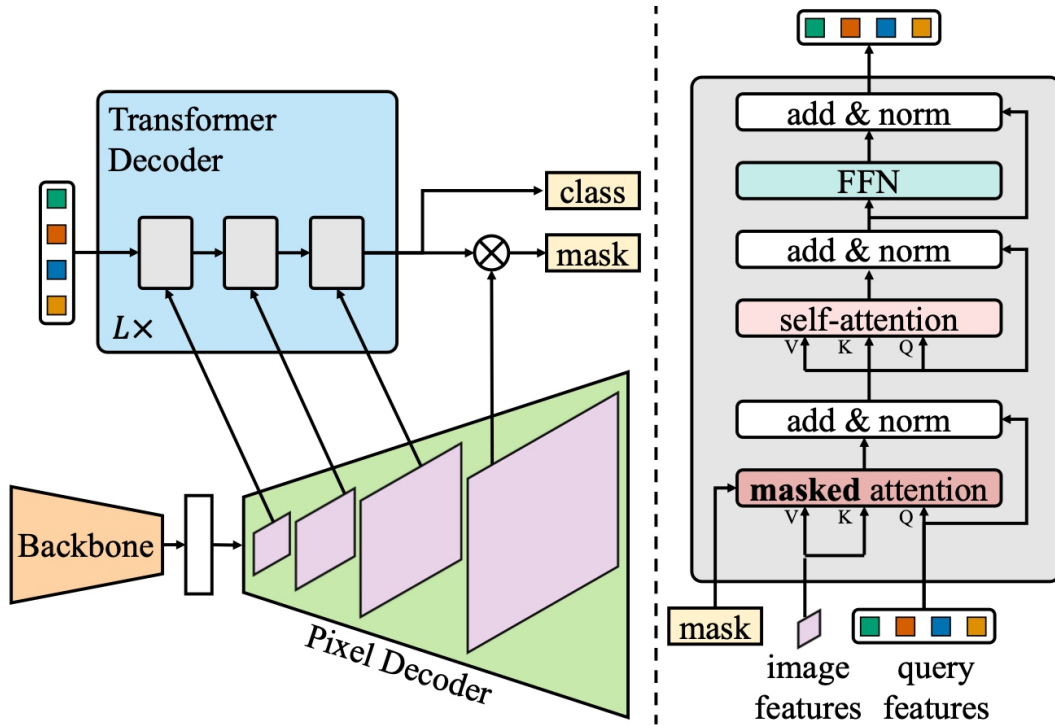 Transformer
Decoder
L×
class
mask
Backbone
Pixel Decoder
add & norm
FFN
add & norm
self-attention
V K Q
add & norm
masked attention
V K Q
mask
image
features
query
features